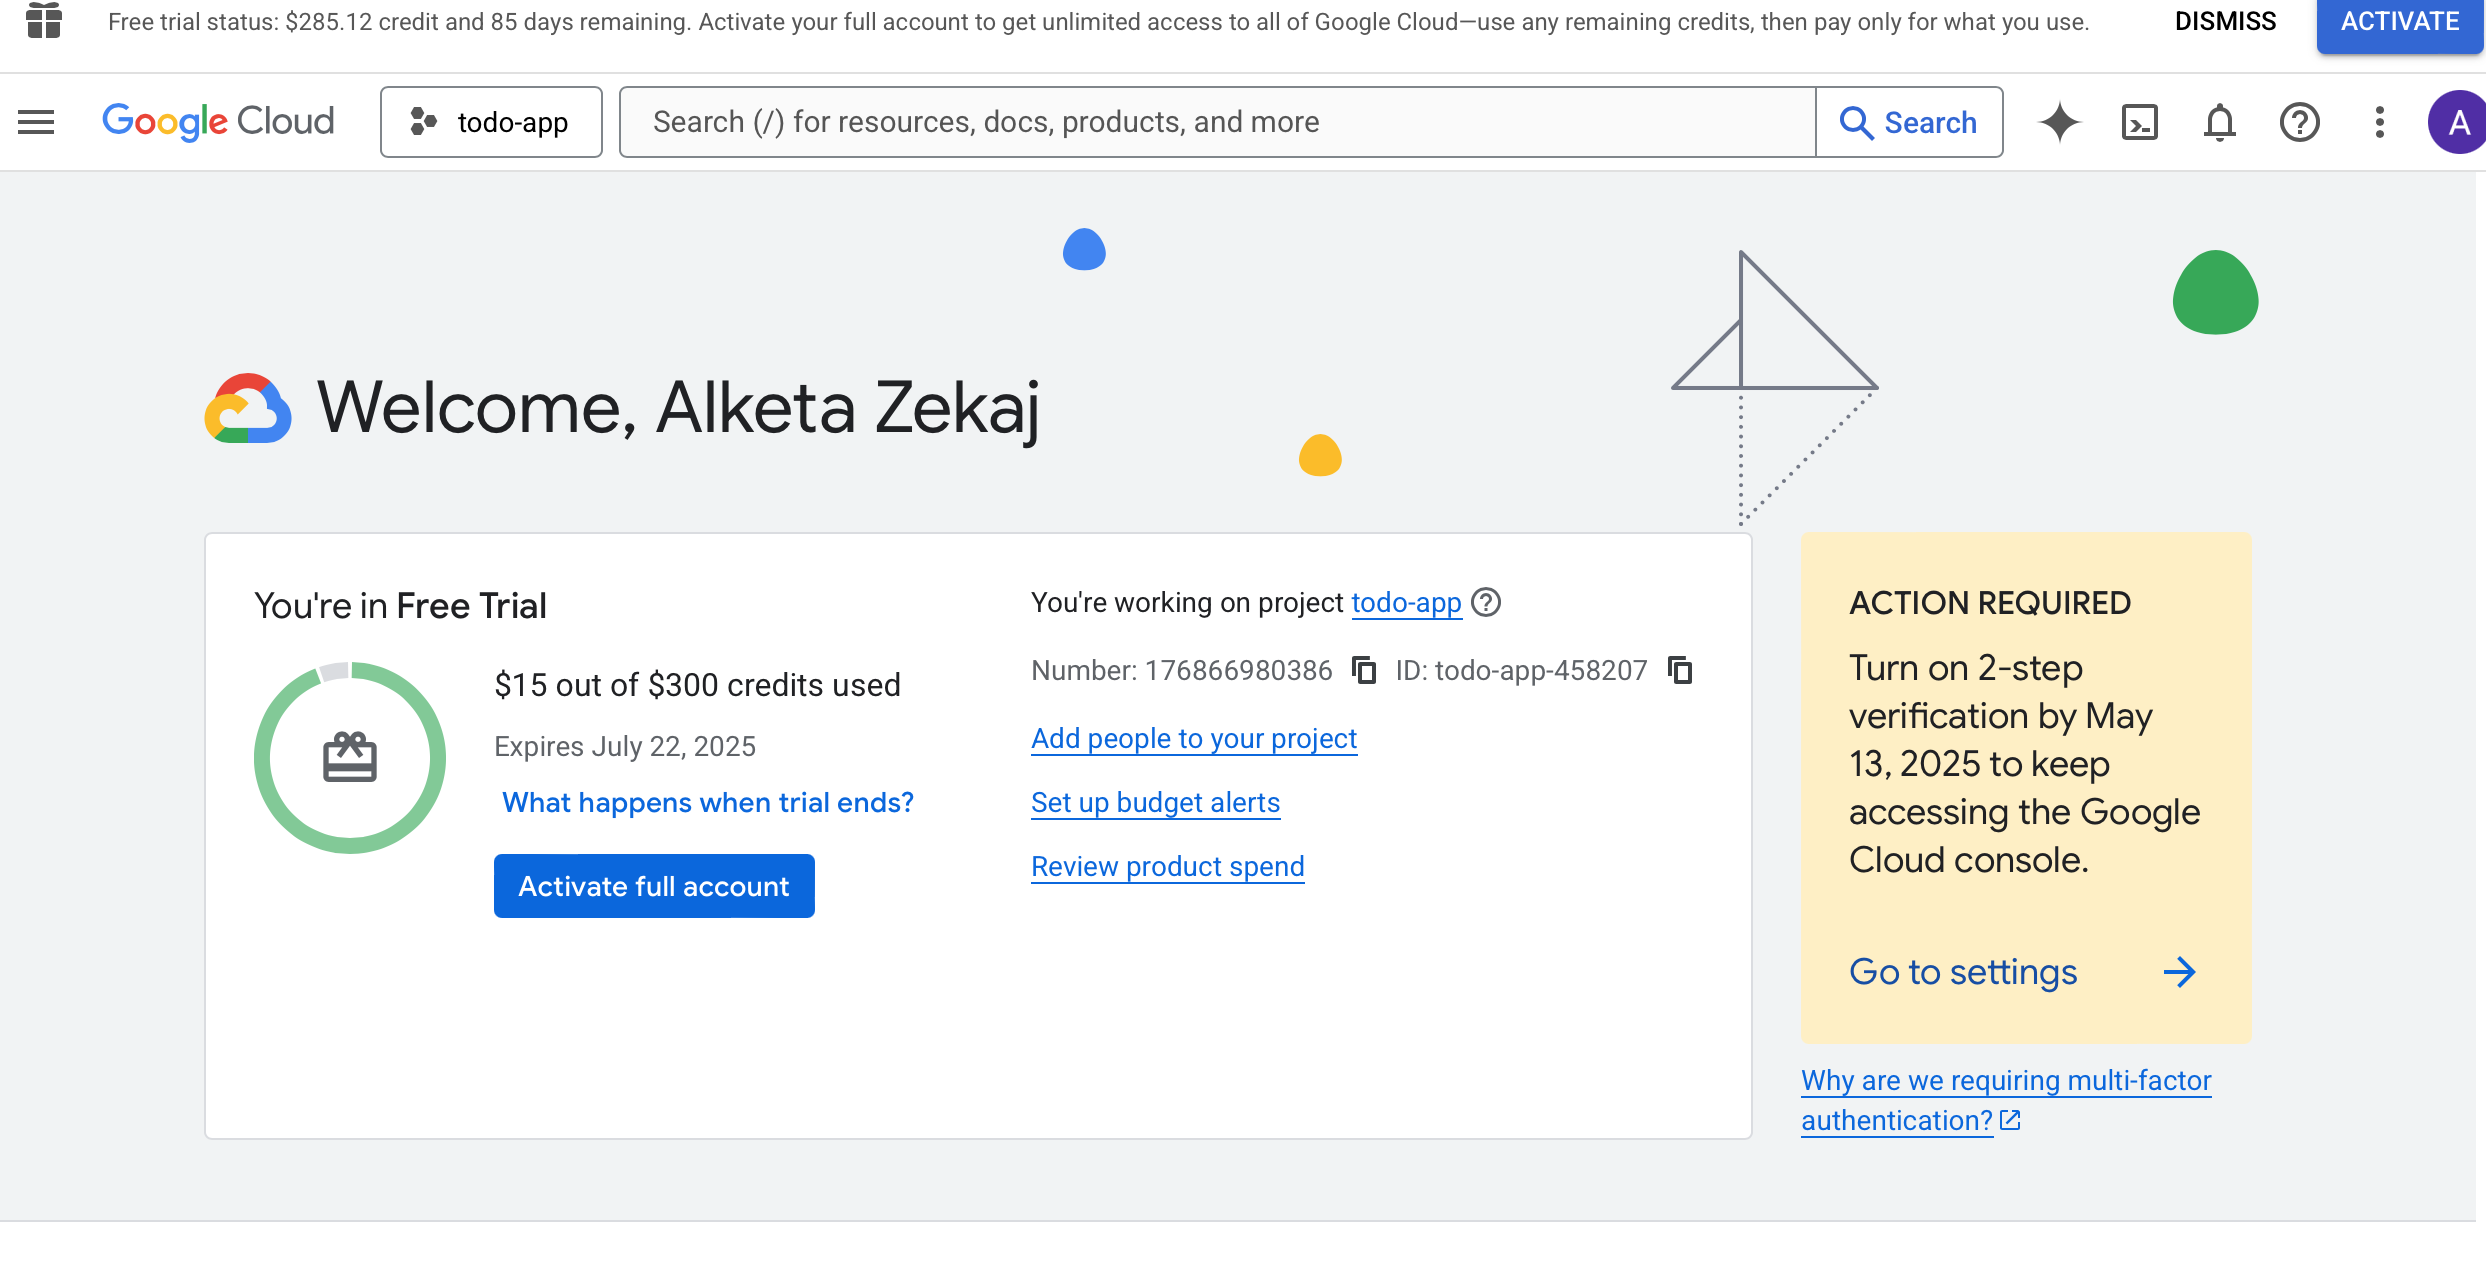 Free trial status: $285.12 credit and 85 days remaining. Activate your full account to get unlimited access to all of Google Cloud—use any remaining credits, then pay only for what you use.
DISMISS
ACTIVATE
Google Cloud
todo-app
Search (/) for resources, docs, products, and more
Search
A
Welcome, Alketa Zekaj
You're in Free Trial
$15 out of $300 credits used
Expires July 22, 2025
What happens when trial ends?
Activate full account
You're working on project todo-app
Number: 176866980386
ID: todo-app-458207
Add people to your project
Set up budget alerts
Review product spend
ACTION REQUIRED
Turn on 2-step
verification by May
13, 2025 to keep
accessing the Google
Cloud console.
Go to settings
Why are we requiring multi-factor
authentication?